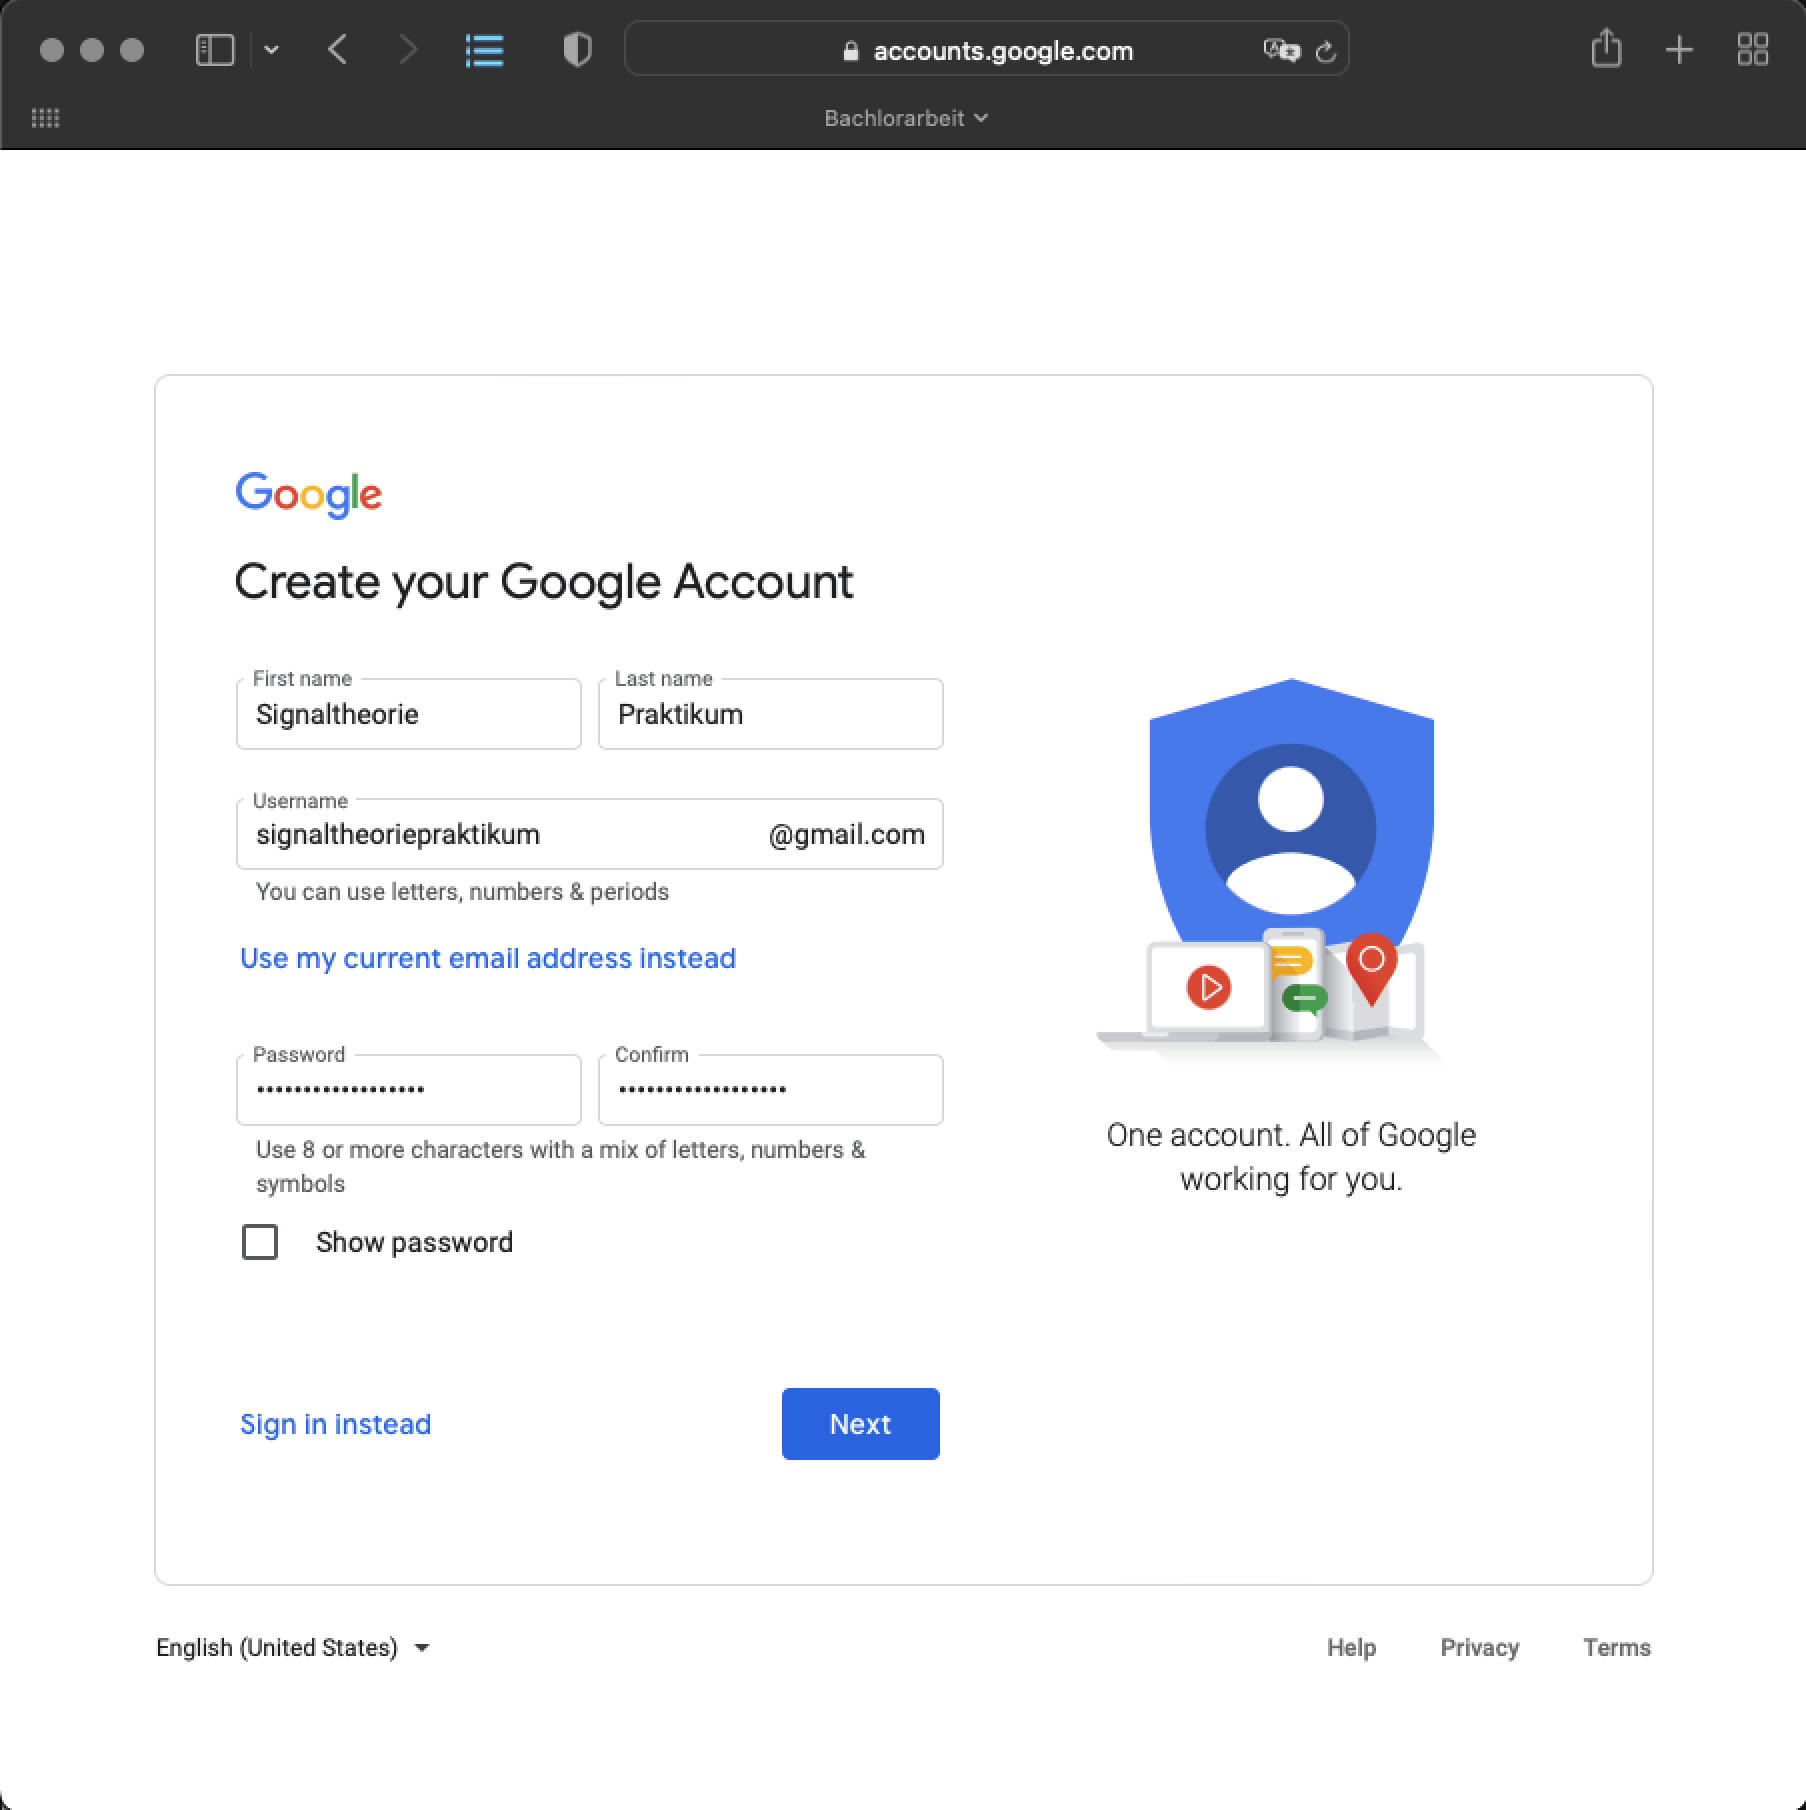 accounts.google.com
Bachlorarbeit
Google
Create your Google Account
First name
Signaltheorie
Last name
Praktikum
Username
signaltheoriepraktikum @gmail.com
You can use letters, numbers & periods
Use my current email address instead
Password
••••••••••••••••••
Confirm
••••••••••••••••••
Use 8 or more characters with a mix of letters, numbers &
symbols
Show password
Sign in instead
Next
One account. All of Google
working for you.
English (United States)
Help Privacy Terms